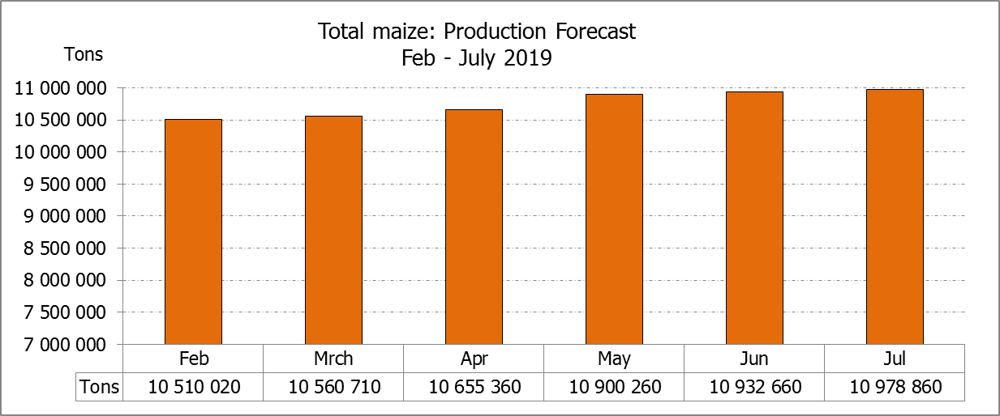 Total maize: Production Forecast
Feb - July 2019
Tons
11 000 000
10 500 000
10 000 000
9 500 000
9 000 000
8 500 000
8 000 000
7 500 000
7 000 000
Feb Mrch Apr May Jun Jul
Tons 10 510 020 10 560 710 10 655 360 10 900 260 10 932 660 10 978 860